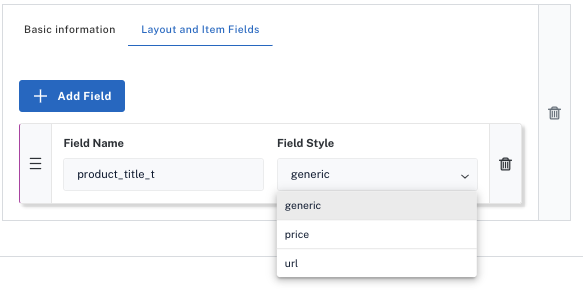 Basic information Layout and Item Fields
Add Field
Field Name Field Style
product_title_t generic
generic
price
url